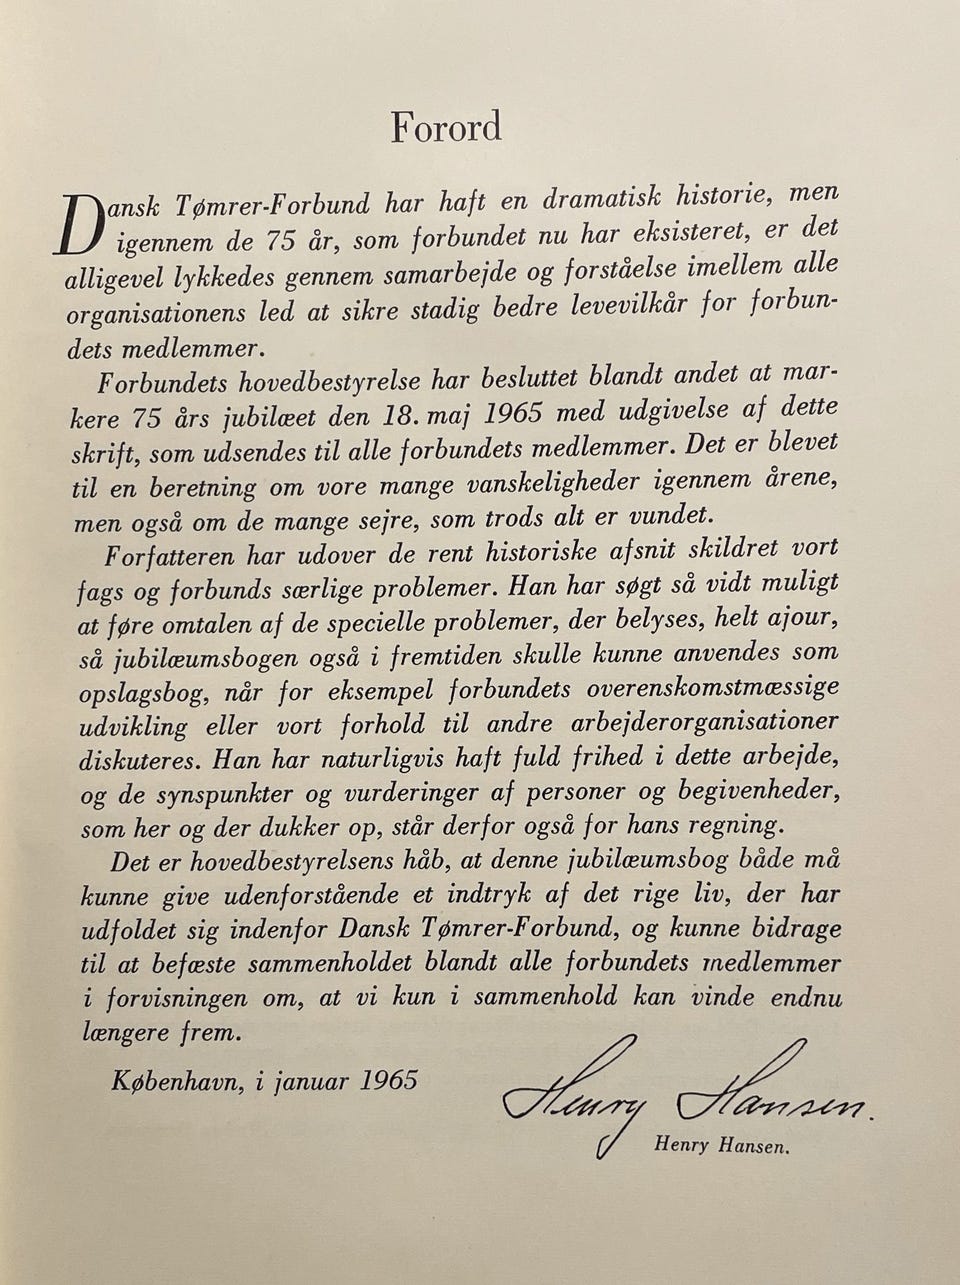 Forord
Dansk Tømrer-Forbund har haft en dramatisk historie, men
igennem de 75 år, som forbundet nu har eksisteret, er det
alligevel lykkedes gennem samarbejde og forståelse imellem alle
organisationens led at sikre stadig bedre levevilkår for forbun-
dets medlemmer.
Forbundets hovedbestyrelse har besluttet blandt andet at mar-
kere 75 års jubilæet den 18. maj 1965 med udgivelse af dette
skrift, som udsendes til alle forbundets medlemmer. Det er blevet
til en beretning om vore mange vanskeligheder igennem årene,
men også om de mange sejre, som trods alt er vundet.
Forfatteren har udover de rent historiske afsnit skildret vort
fags og forbunds særlige problemer. Han har søgt så vidt muligt
at føre omtalen af de specielle problemer, der belyses, helt ajour,
så jubilæumsbogen også i fremtiden skulle kunne anvendes som
opslagsbog, når for eksempel forbundets overenskomstmæssige
udvikling eller vort forhold til andre arbejderorganisationer
diskuteres. Han har naturligvis haft fuld frihed i dette arbejde,
og de synspunkter og vurderinger af personer og begivenheder,
som her og der dukker op, står derfor også for hans regning.
Det er hovedbestyrelsens håb, at denne jubilæumsbog både må
kunne give udenforstående et indtryk af det rige liv, der har
udfoldet sig indenfor Dansk Tømrer-Forbund, og kunne bidrage
til at befæste sammenholdet blandt alle forbundets medlemmer
i forvisningen om, at vi kun i sammenhold kan vinde endnu
længere frem.
København, i januar 1965
Henry Hansen.
Henry Hansen.